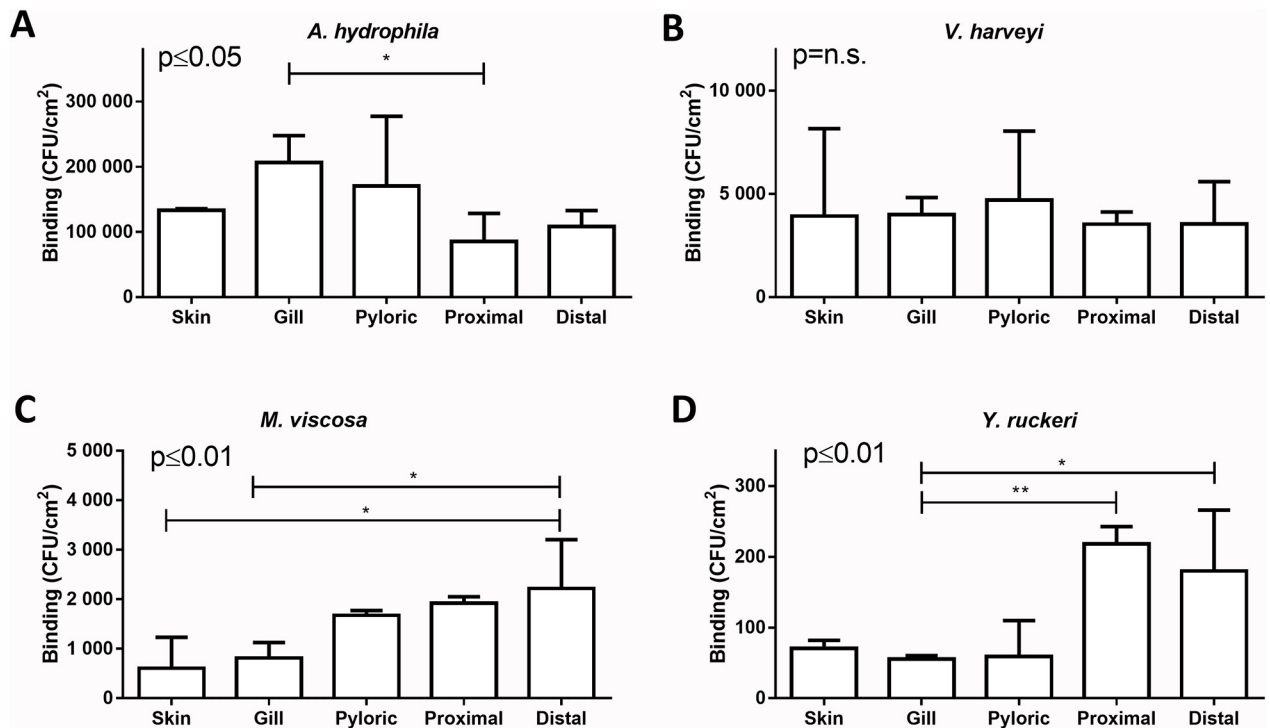 A
A. hydrophila
p≤0.05
*
Binding (CFU/cm²)
300 000
200 000
100 000
0
Skin Gill Pyloric Proximal Distal
B
V. harveyi
p=n.s.
Binding (CFU/cm²)
10 000
5 000
0
Skin Gill Pyloric Proximal Distal
C
M. viscosa
p≤0.01
*
*
Binding (CFU/cm²)
5 000
4 000
3 000
2 000
1 000
0
Skin Gill Pyloric Proximal Distal
D
Y. ruckeri
p≤0.01
*
**
Binding (CFU/cm²)
300
200
100
0
Skin Gill Pyloric Proximal Distal